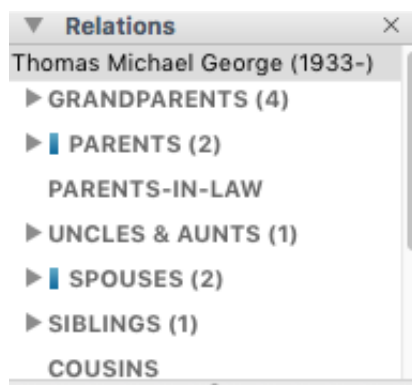 Relations
Thomas Michael George (1933-)
GRANDPARENTS (4)
PARENTS (2)
PARENTS-IN-LAW
UNCLES & AUNTS (1)
SPOUSES (2)
SIBLINGS (1)
COUSINS